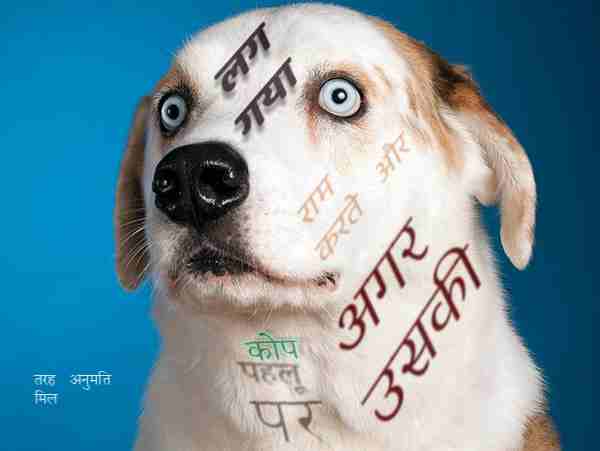 लग
गया
राम और
करते
अगर
उसकी
कोप
पहलू
पर
तरह अनुमति
मिल